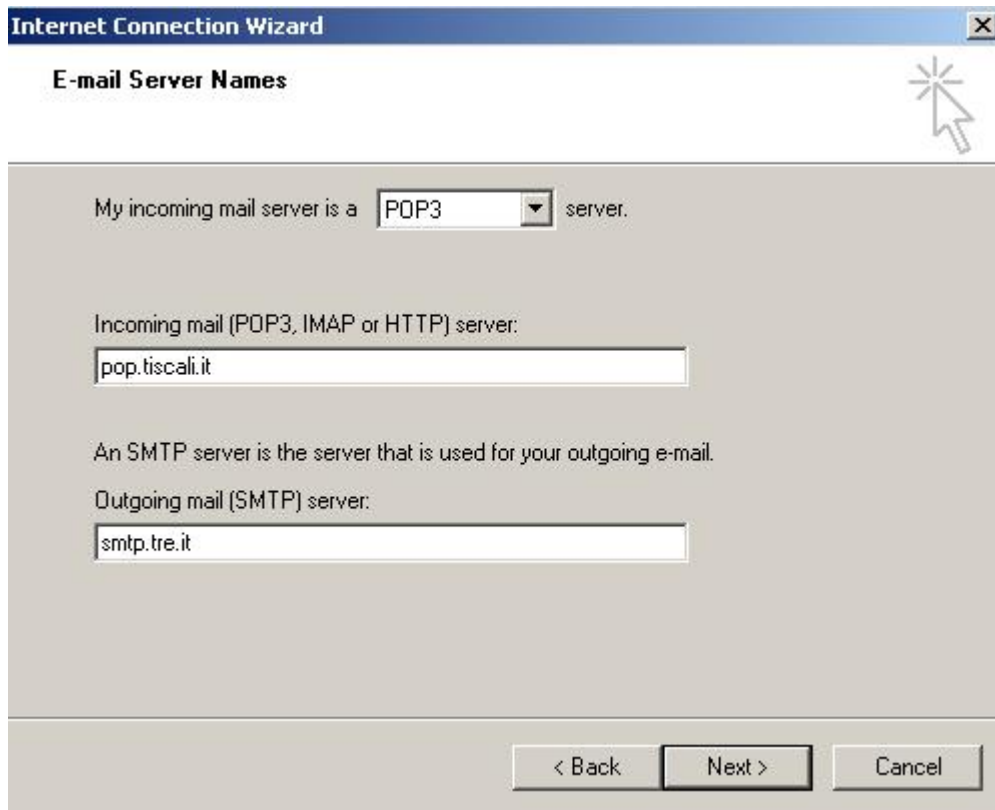 Internet Connection Wizard
E-mail Server Names
My incoming mail server is a POP3 server.
Incoming mail (POP3, IMAP or HTTP) server:
pop.tiscali.it
An SMTP server is the server that is used for your outgoing e-mail.
Outgoing mail (SMTP) server:
smtp.tre.it
< Back Next > Cancel